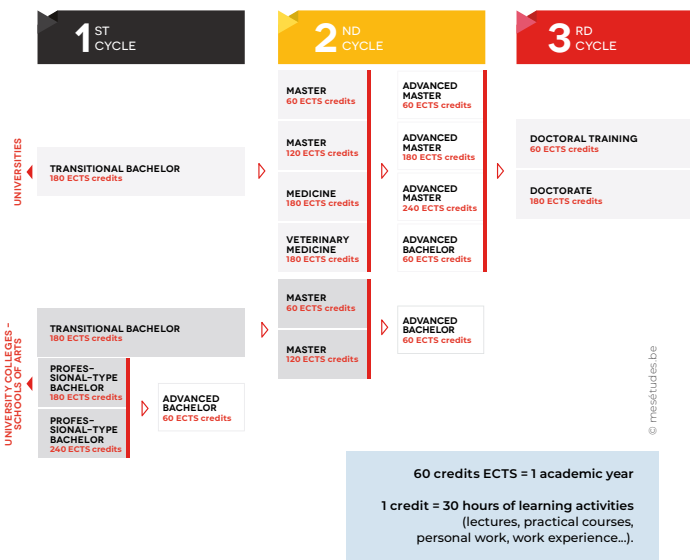 1 ST CYCLE
2 ND CYCLE
3 RD CYCLE
UNIVERSITIES
TRANSITIONAL BACHELOR
180 ECTS credits
MASTER
60 ECTS credits
MASTER
120 ECTS credits
MEDICINE
180 ECTS credits
VETERINARY
MEDICINE
180 ECTS credits
ADVANCED
MASTER
60 ECTS credits
ADVANCED
MASTER
180 ECTS credits
ADVANCED
MASTER
240 ECTS credits
ADVANCED
BACHELOR
60 ECTS credits
DOCTORAL TRAINING
60 ECTS credits
DOCTORATE
180 ECTS credits
UNIVERSITY COLLEGES –
SCHOOLS OF ARTS
TRANSITIONAL BACHELOR
180 ECTS credits
PROFES–
SIONAL–TYPE
BACHELOR
180 ECTS credits
PROFES–
SIONAL–TYPE
BACHELOR
240 ECTS credits
ADVANCED
BACHELOR
60 ECTS credits
MASTER
60 ECTS credits
MASTER
120 ECTS credits
ADVANCED
BACHELOR
60 ECTS credits
© mesétudes.be
60 credits ECTS = 1 academic year
1 credit = 30 hours of learning activities
(lectures, practical courses,
personal work, work experience...).